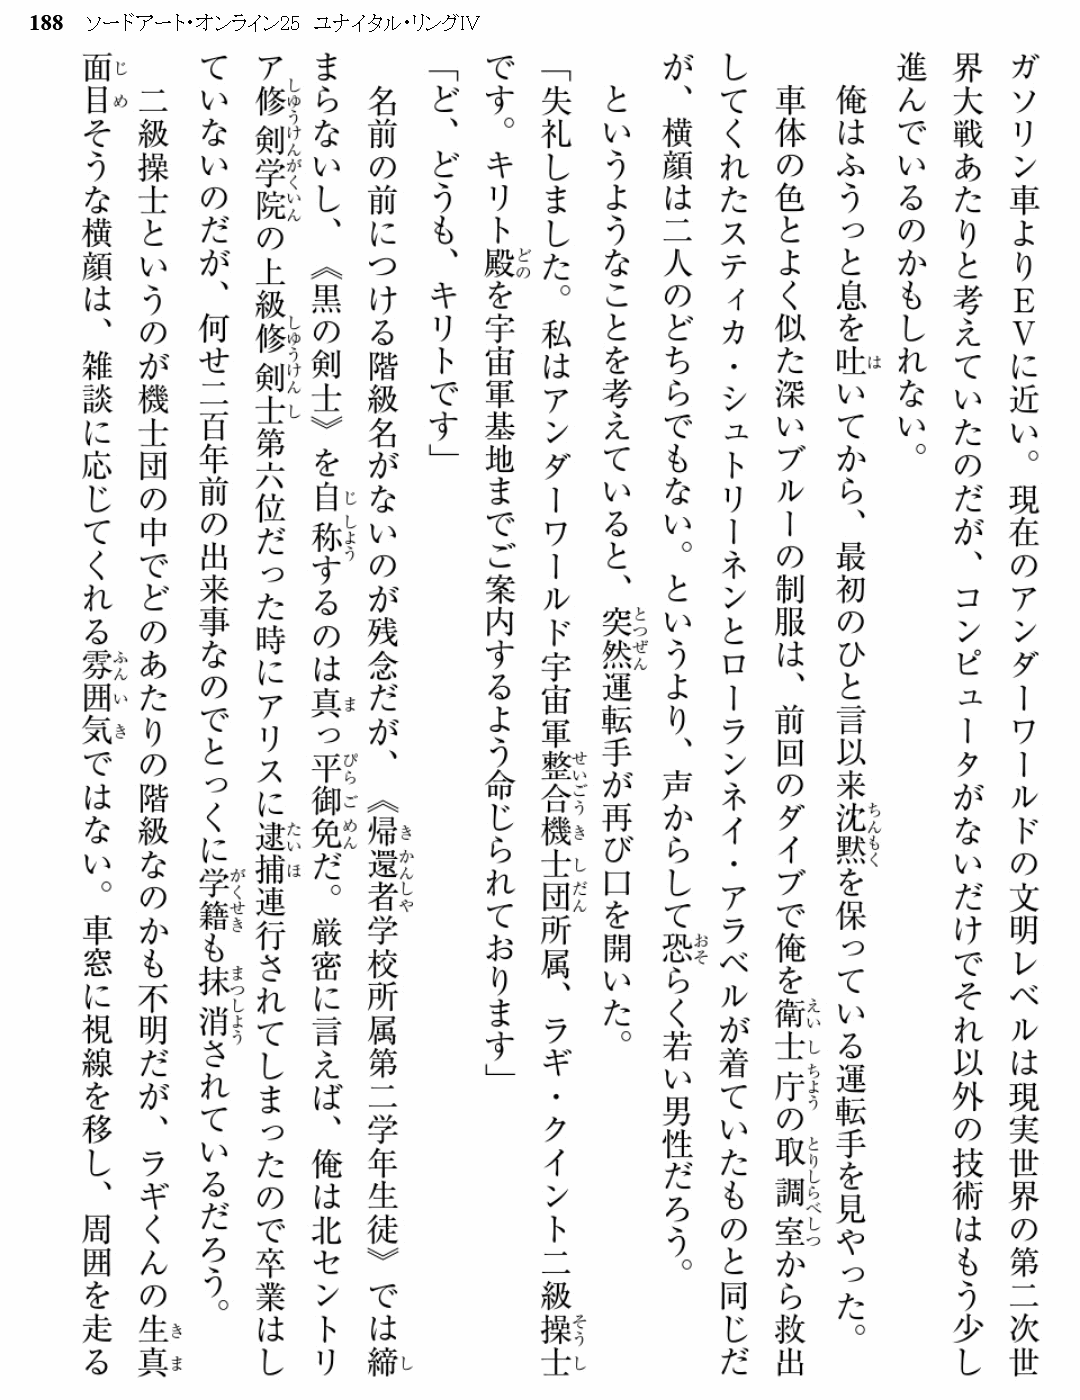 188 ソードアート・オンライン25 ユナイタル・リングIV
ガソリン車よりEVに近い。現在のアンダーワールドの文明レベルは現実世界の第二次世
界大戦あたりと考えていたのだが、コンピュータがないだけでそれ以外の技術はもう少し
進んでいるのかもしれない。
俺はふうっと息を吐いてから、最初のひと言以来沈黙を保っている運転手を見やった。
車体の色とよく似た深いブルーの制服は、前回のダイブで俺を衛士庁の取調室から救出
してくれたスティカ・シュトリーネンとローランネイ・アラベルが着ていたものと同じだ
が、横顔は二人のどちらでもない。というより、声からして恐らく若い男性だろう。
というようなことを考えていると、突然運転手が再び口を開いた。
「失礼しました。私はアンダーワールド宇宙軍整合機士団所属、ラギ・クイント二級操士
です。キリト殿を宇宙軍基地までご案内するよう命じられております」
「ど、どうも、キリトです」
名前の前につける階級名がないのが残念だが、《帰還者学校所属第二学年生徒》では締
まらないし、《黒の剣士》を自称するのは真っ平御免だ。厳密に言えば、俺は北セントリ
ア修剣学院の上級修剣士第六位だった時にアリスに逮捕連行されてしまったので卒業はし
ていないのだが、何せ二百年前の出来事なのでとっくに学籍も抹消されているだろう。
二級操士というのが機士団の中でどのあたりの階級なのかも不明だが、ラギくんの生真
面目そうな横顔は、雑談に応じてくれる雰囲気ではない。車窓に視線を移し、周囲を走る